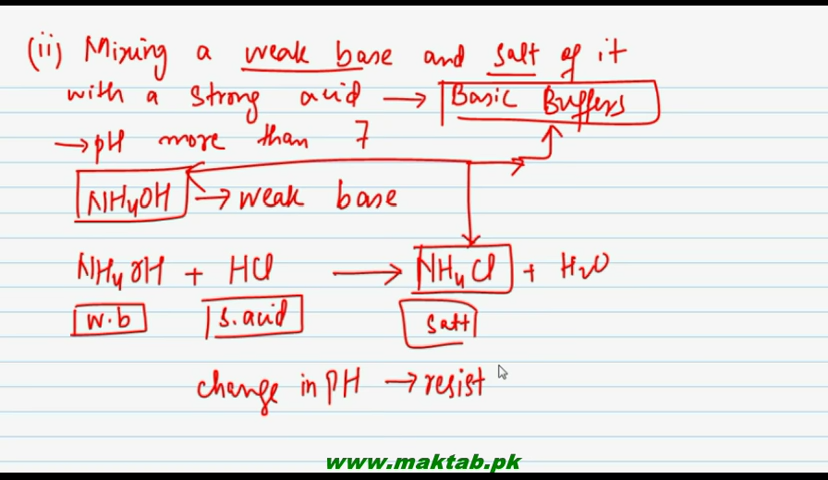 (ii) Mixing a weak base and salt of it
with a strong acid → Basic Buffers
→ pH more than 7
NH4OH → weak base
NH4OH + HCl → NH4Cl + H2O
w.b s.acid salt
change in pH → resist
www.maktab.pk